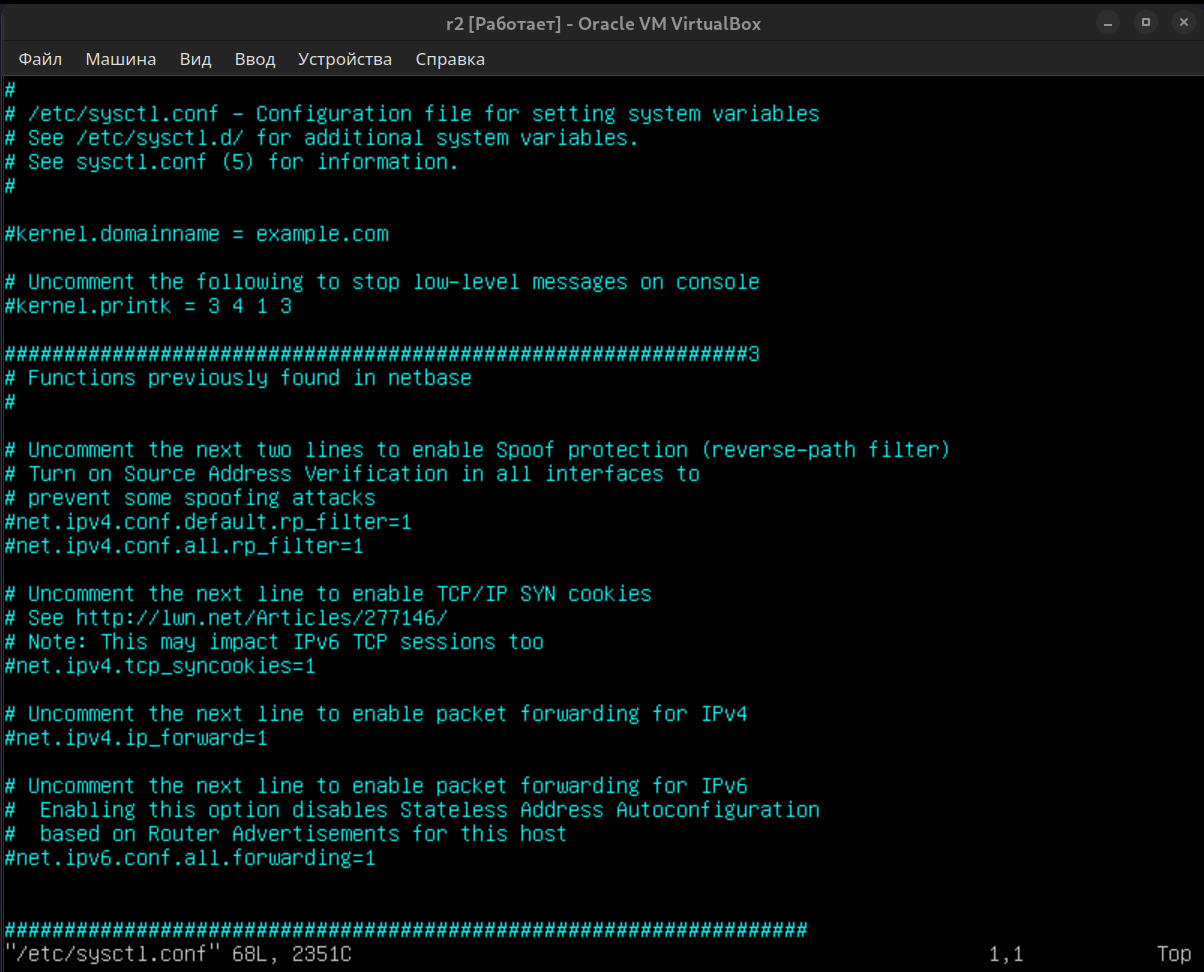 r2 [Работает] - Oracle VM VirtualBox
Файл Машина Вид Ввод Устройства Справка
#
# /etc/sysctl.conf - Configuration file for setting system variables
# See /etc/sysctl.d/ for additional system variables.
# See sysctl.conf (5) for information.
#
#kernel.domainname = example.com
# Uncomment the following to stop low-level messages on console
#kernel.printk = 3 4 1 3
##############################################################3
# Functions previously found in netbase
#
# Uncomment the next two lines to enable Spoof protection (reverse-path filter)
# Turn on Source Address Verification in all interfaces to
# prevent some spoofing attacks
#net.ipv4.conf.default.rp_filter=1
#net.ipv4.conf.all.rp_filter=1
# Uncomment the next line to enable TCP/IP SYN cookies
# See http://lwn.net/Articles/277146/
# Note: This may impact IPv6 TCP sessions too
#net.ipv4.tcp_syncookies=1
# Uncomment the next line to enable packet forwarding for IPv4
#net.ipv4.ip_forward=1
# Uncomment the next line to enable packet forwarding for IPv6
#  Enabling this option disables Stateless Address Autoconfiguration
#  based on Router Advertisements for this host
#net.ipv6.conf.all.forwarding=1
###################################################################
"/etc/sysctl.conf" 68L, 2351C 1,1 Top